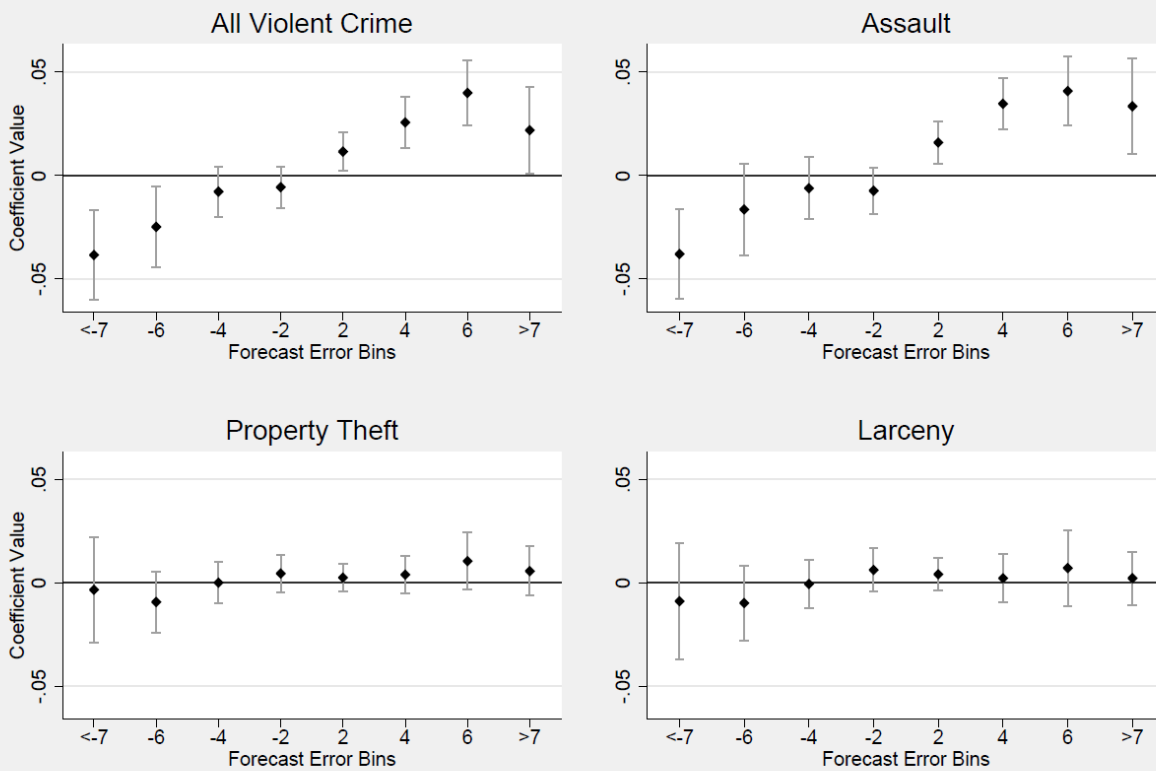 All Violent Crime
Coefficient Value
.05
0
-.05
<-7 -6 -4 -2 2 4 6 >7
Forecast Error Bins
Assault
.05
0
-.05
<-7 -6 -4 -2 2 4 6 >7
Forecast Error Bins
Property Theft
Coefficient Value
.05
0
-.05
<-7 -6 -4 -2 2 4 6 >7
Forecast Error Bins
Larceny
.05
0
-.05
<-7 -6 -4 -2 2 4 6 >7
Forecast Error Bins